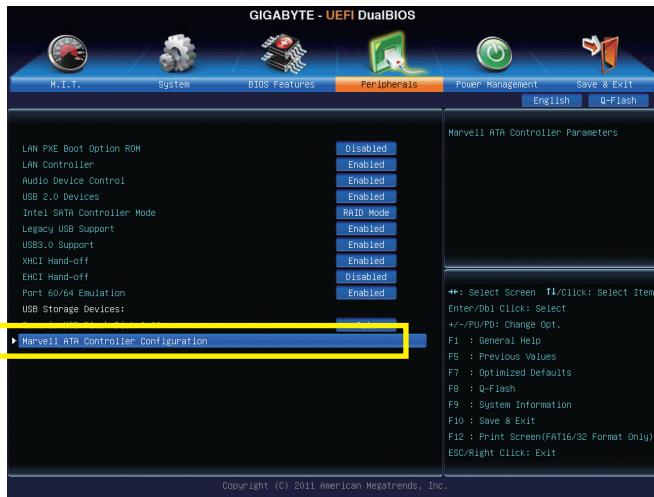 GIGABYTE - UEFI DualBIOS
M.I.T. System BIOS Features Peripherals Power Management Save & Exit
English Q-Flash
Marvell ATA Controller Parameters
LAN PXE Boot Option ROM Disabled
LAN Controller Enabled
Audio Device Control Enabled
USB 2.0 Devices Enabled
Intel SATA Controller Mode RAID Mode
Legacy USB Support Enabled
USB3.0 Support Enabled
XHCI Hand-off Enabled
EHCI Hand-off Disabled
Port 60/64 Emulation Enabled
USB Storage Devices:
Marvell ATA Controller Configuration
→←: Select Screen ↑↓/Click: Select Item
Enter/Dbl Click: Select
+/-/PU/PD: Change Opt.
F1 : General Help
F5 : Previous Values
F7 : Optimized Defaults
F8 : Q-Flash
F9 : System Information
F10 : Save & Exit
F12 : Print Screen(FAT16/32 Format Only)
ESC/Right Click: Exit
Copyright (C) 2011 American Megatrends, Inc.